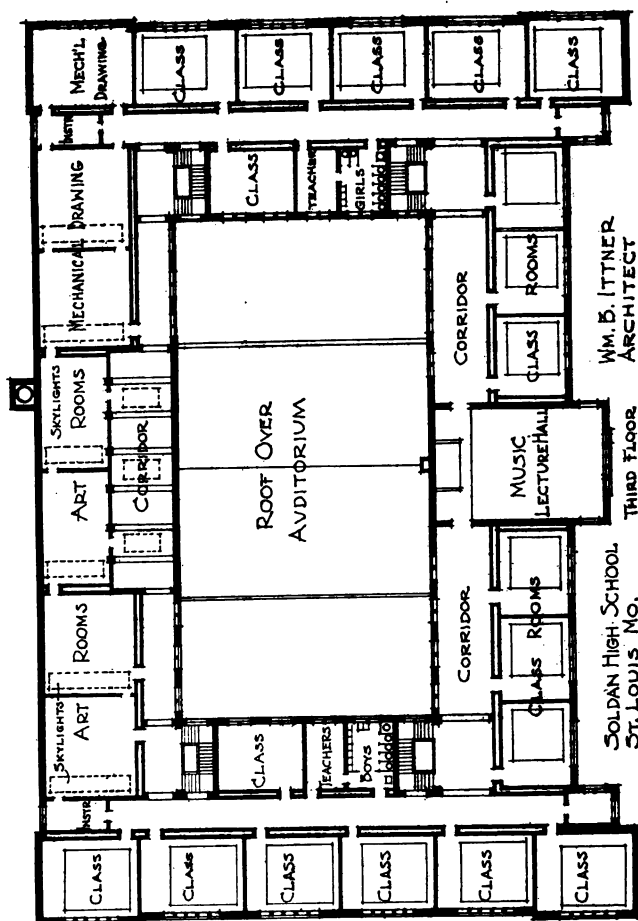 MECH'L
DRAWING
CLASS
CLASS
CLASS
CLASS
CLASS
INSTR
MECHANICAL DRAWING
CLASS
TEACHER
GIRLS
SKYLIGHTS
ROOMS
ART
CORRIDOR
ROOF OVER
AUDITORIUM
CORRIDOR
CLASS ROOMS
MUSIC
LECTURE HALL
SKYLIGHTS
ART ROOMS
CORRIDOR
CLASS ROOMS
INSTR
CLASS
TEACHERS
BOYS
CLASS
CLASS
CLASS
CLASS
CLASS
CLASS
SOLDAN HIGH SCHOOL
ST. LOUIS MO.
THIRD FLOOR
WM. B. ITTNER
ARCHITECT